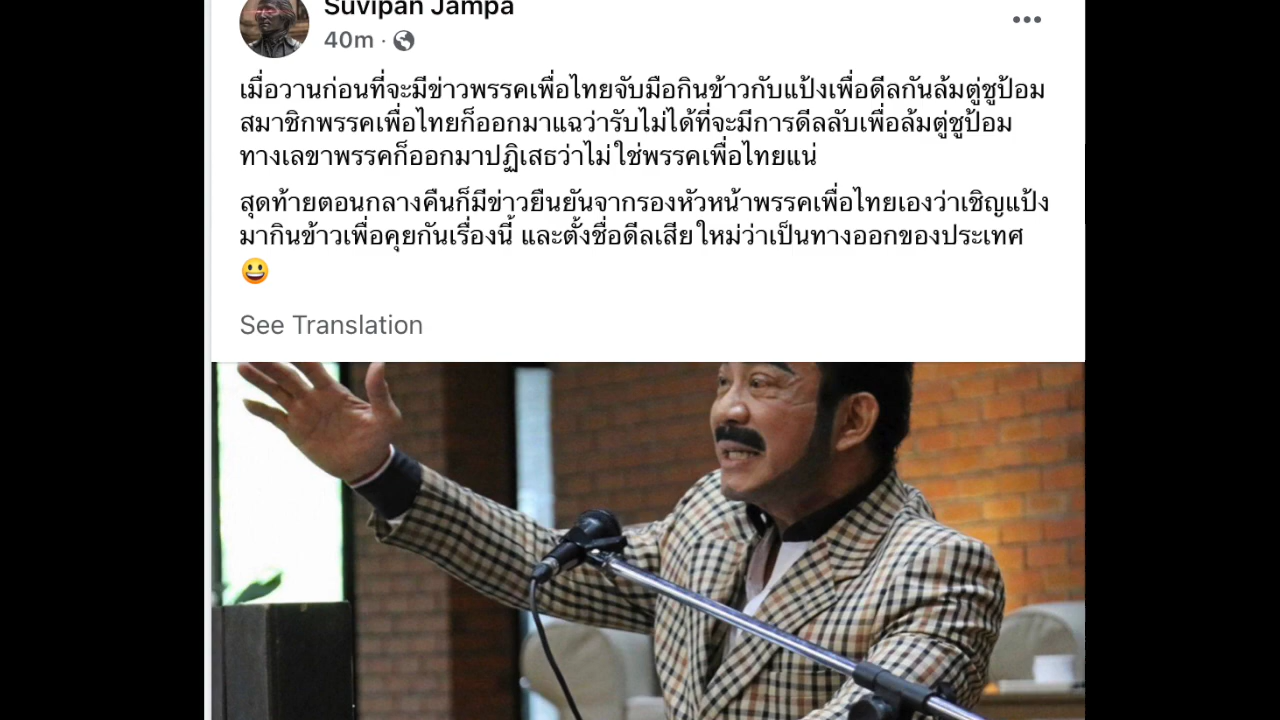 Suvipan Jampa
40m ·
เมื่อวานก่อนที่จะมีข่าวพรรคเพื่อไทยจับมือกินข้าวกับแป้งเพื่อดีลกันล้มตู่ชูป้อม
สมาชิกพรรคเพื่อไทยก็ออกมาแฉว่ารับไม่ได้ที่จะมีการดีลลับเพื่อล้มตู่ชูป้อม
ทางเลขาพรรคก็ออกมาปฏิเสธว่าไม่ใช่พรรคเพื่อไทยแน่
สุดท้ายตอนกลางคืนก็มีข่าวยืนยันจากรองหัวหน้าพรรคเพื่อไทยเองว่าเชิญแป้ง
มากินข้าวเพื่อคุยกันเรื่องนี้ และตั้งชื่อดีลเสียใหม่ว่าเป็นทางออกของประเทศ
😃
See Translation